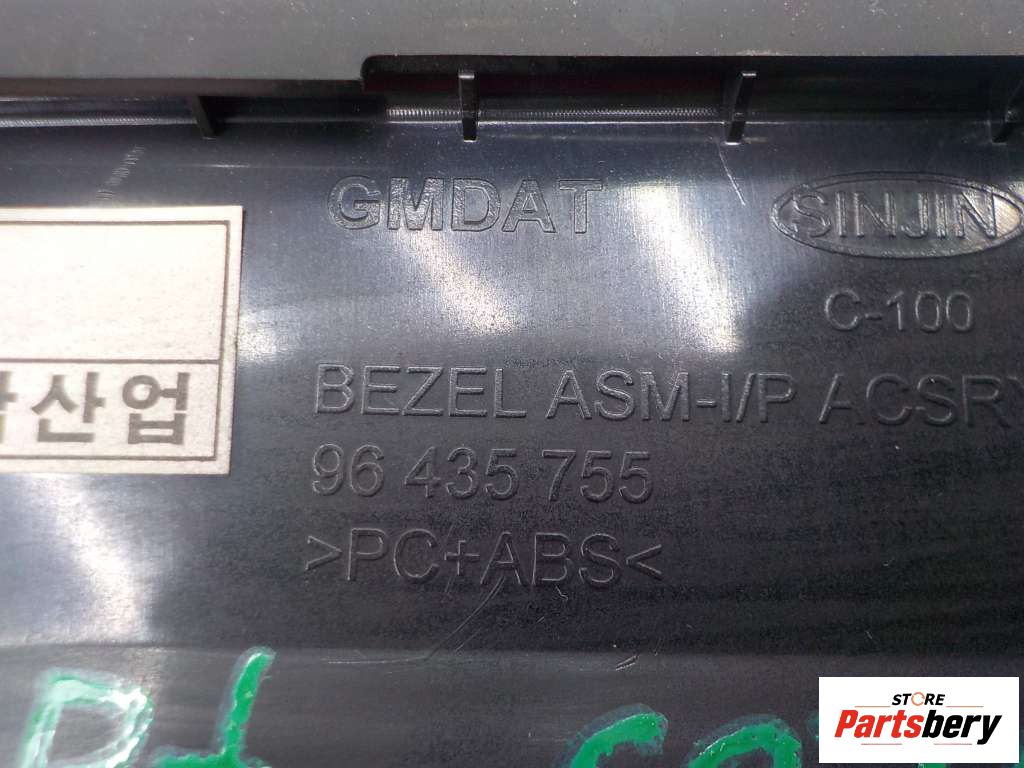 GMDAT
SINJIN
C-100
산업
BEZEL ASM-I/P ACSRY
96 435 755
>PC+ABS<
STORE
Partsbery